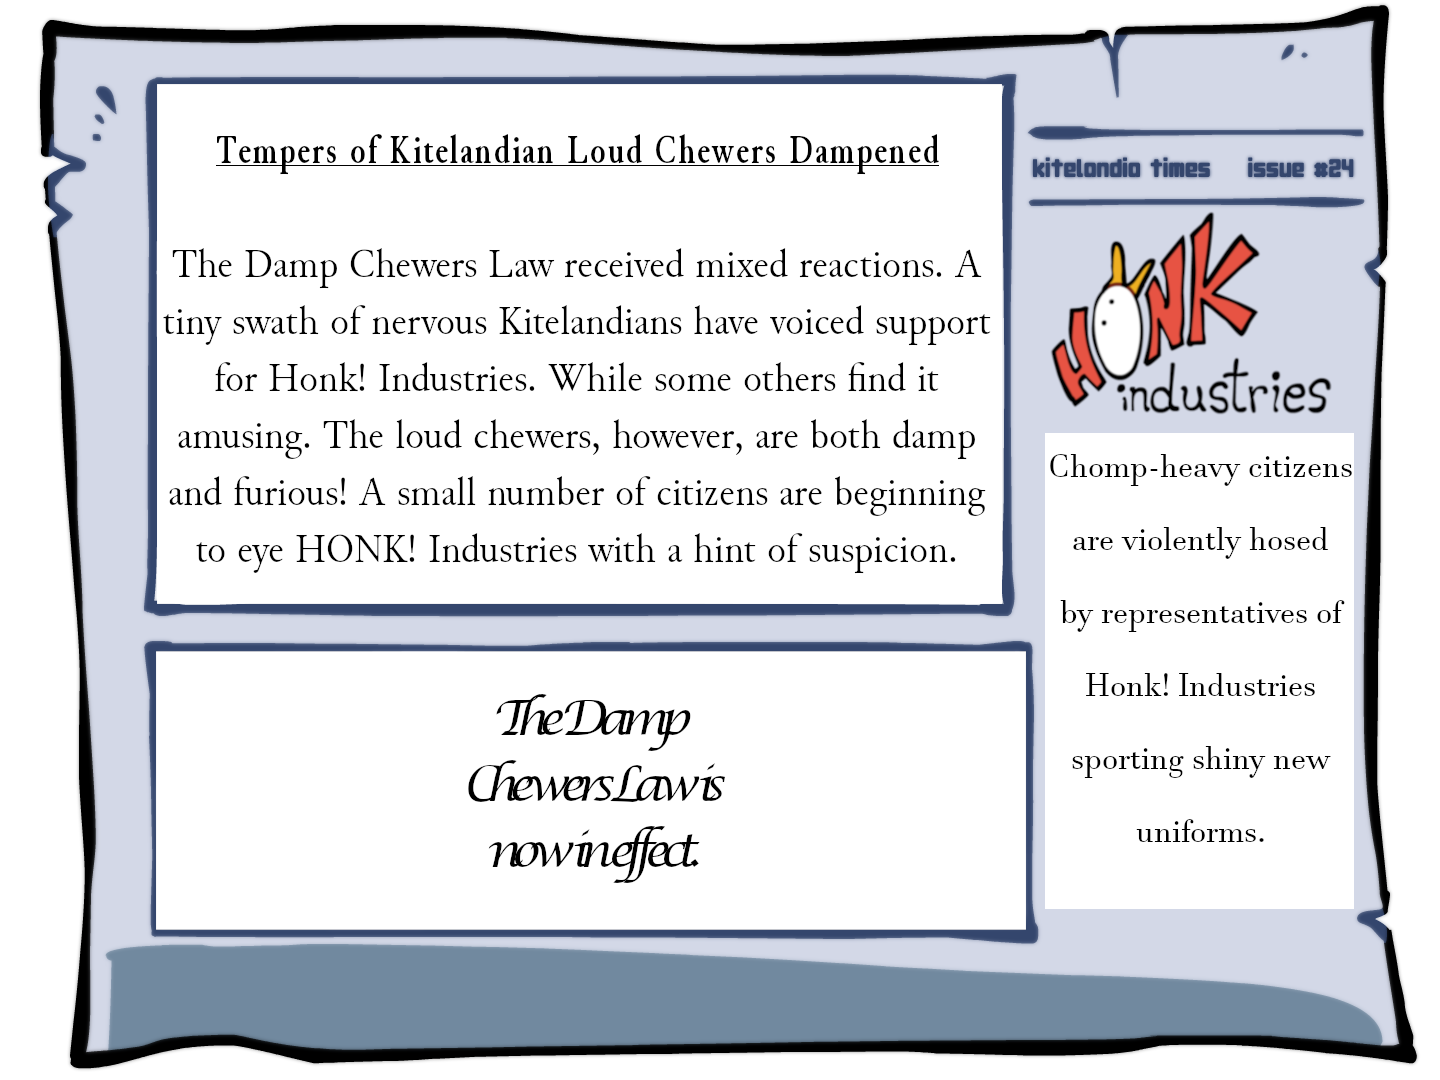 Tempers of Kitelandian Loud Chewers Dampened
The Damp Chewers Law received mixed reactions. A
tiny swath of nervous Kitelandians have voiced support
for Honk! Industries. While some others find it
amusing. The loud chewers, however, are both damp
and furious! A small number of citizens are beginning
to eye HONK! Industries with a hint of suspicion.
The Damp
Chewers Law is
now in effect.
kitelandia times issue #24
HONK
industries
Chomp-heavy citizens
are violently hosed
by representatives of
Honk! Industries
sporting shiny new
uniforms.